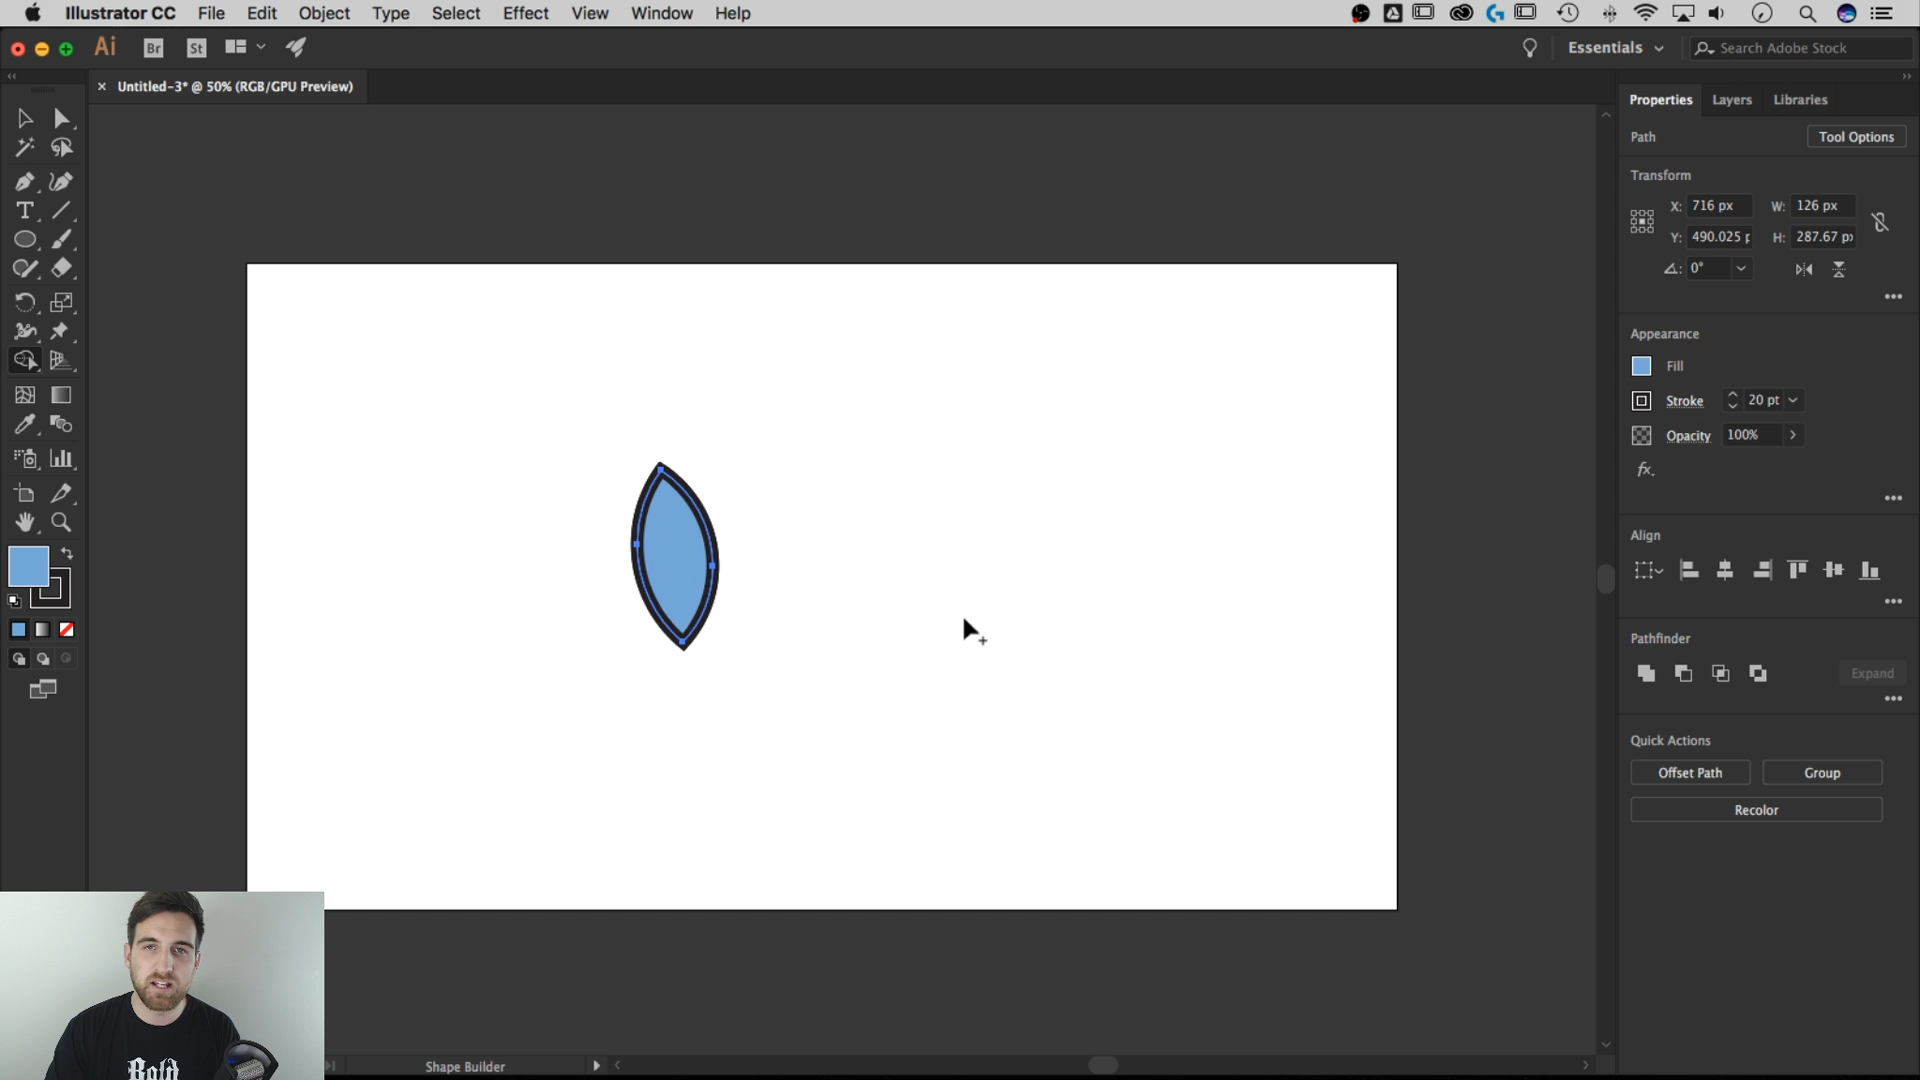 Illustrator CC File Edit Object Type Select Effect View Window Help
Ai Br St Essentials Search Adobe Stock
Untitled-3* @ 50% (RGB/GPU Preview)
Properties Layers Libraries
Path Tool Options
Transform
X: 716 px W: 126 px
Y: 490.025 p H: 287.67 px
0°
Appearance
Fill
Stroke 20 pt
Opacity 100%
fx.
Align
Pathfinder
Expand
Quick Actions
Offset Path Group
Recolor
Bold
Shape Builder